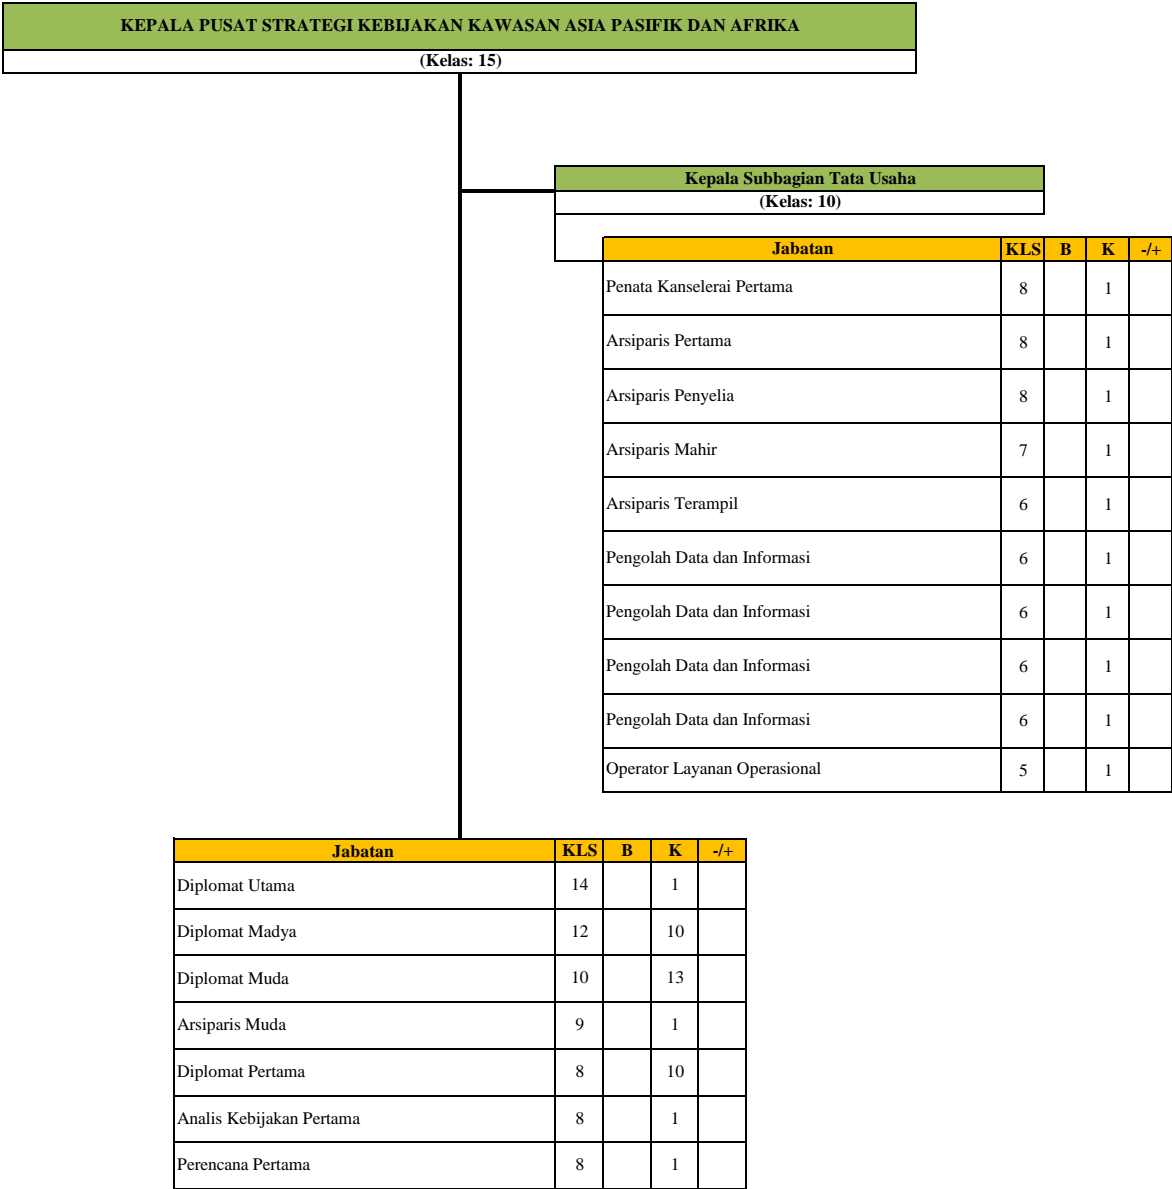 KEPALA PUSAT STRATEGI KEBIJAKAN KAWASAN ASIA PASIFIK DAN AFRIKA
(Kelas: 15)
Kepala Subbagian Tata Usaha
(Kelas: 10)
Jabatan KLS B K -/+
Penata Kanselerai Pertama 8 1
Arsiparis Pertama 8 1
Arsiparis Penyelia 8 1
Arsiparis Mahir 7 1
Arsiparis Terampil 6 1
Pengolah Data dan Informasi 6 1
Pengolah Data dan Informasi 6 1
Pengolah Data dan Informasi 6 1
Pengolah Data dan Informasi 6 1
Operator Layanan Operasional 5 1
Jabatan KLS B K -/+
Diplomat Utama 14 1
Diplomat Madya 12 10
Diplomat Muda 10 13
Arsiparis Muda 9 1
Diplomat Pertama 8 10
Analis Kebijakan Pertama 8 1
Perencana Pertama 8 1